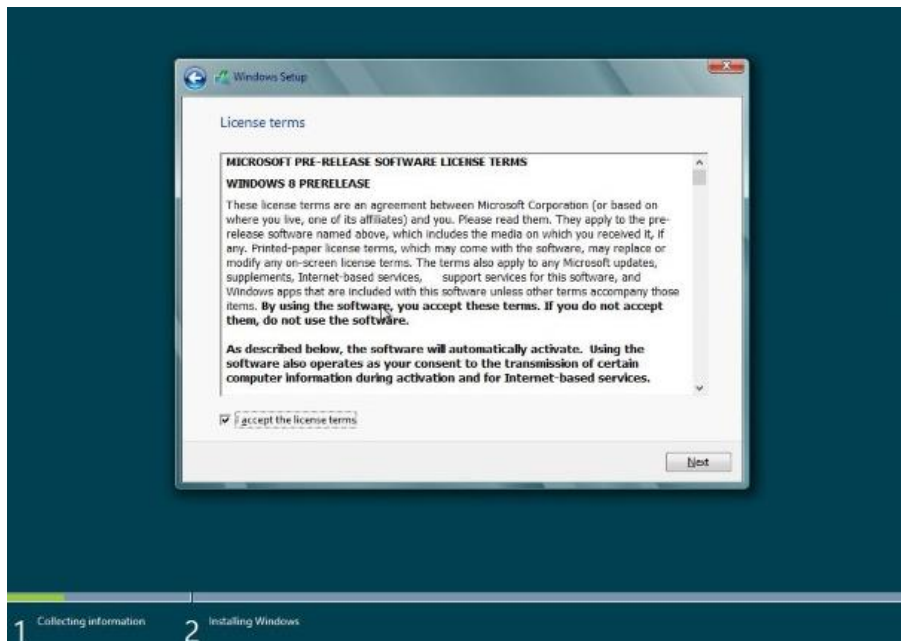 Windows Setup
License terms
MICROSOFT PRE-RELEASE SOFTWARE LICENSE TERMS
WINDOWS 8 PRERELEASE
These license terms are an agreement between Microsoft Corporation (or based on
where you live, one of its affiliates) and you. Please read them. They apply to the pre-
release software named above, which includes the media on which you received it, if
any. Printed-paper license terms, which may come with the software, may replace or
modify any on-screen license terms. The terms also apply to any Microsoft updates,
supplements, Internet-based services, support services for this software, and
Windows apps that are included with this software unless other terms accompany those
items. By using the software, you accept these terms. If you do not accept
them, do not use the software.
As described below, the software will automatically activate. Using the
software also operates as your consent to the transmission of certain
computer information during activation and for Internet-based services.
I accept the license terms
Next
1 Collecting information 2 Installing Windows